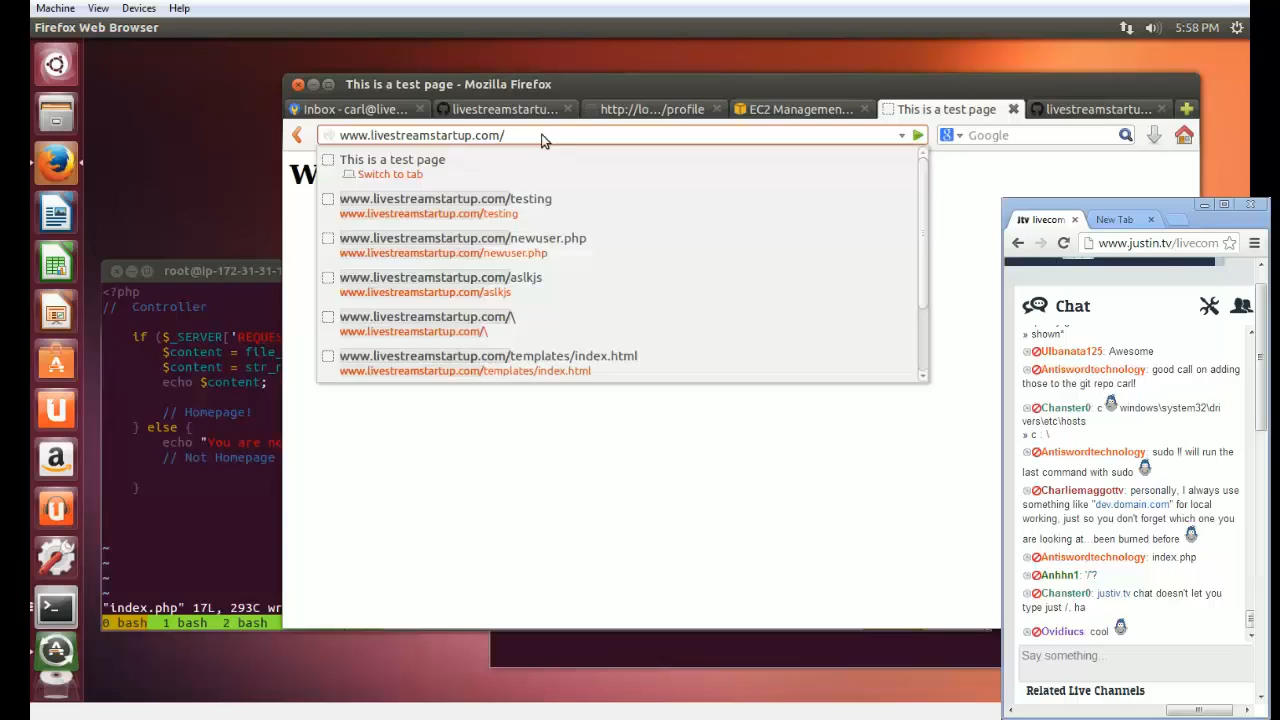 Machine View Devices Help
Firefox Web Browser
5:58 PM
This is a test page - Mozilla Firefox
Inbox - carl@live...
livestreamstartu...
http://lo.../profile
EC2 Managemen...
This is a test page
livestreamstartu...
www.livestreamstartup.com/
Google
This is a test page
Switch to tab
www.livestreamstartup.com/testing
www.livestreamstartup.com/testing
www.livestreamstartup.com/newuser.php
www.livestreamstartup.com/newuser.php
www.livestreamstartup.com/aslkjs
www.livestreamstartup.com/aslkjs
www.livestreamstartup.com/\
www.livestreamstartup.com/\
www.livestreamstartup.com/templates/index.html
www.livestreamstartup.com/templates/index.html
W
root@ip-172-31-31-1
<?php
// Controller
if ($_SERVER['REQUES
$content = file_
$content = str_r
echo $content;
// Homepage!
} else {
echo "You are no
// Not Homepage
}
~
~
~
~
"index.php" 17L, 293C wr
0 bash 1 bash 2 bash
jtv livecom
New Tab
www.justin.tv/livecom
Chat
» shown*
Ulbanata125: Awesome
Antiswordtechnology: good call on adding
those to the git repo carl!
Chanster0: c windows\system32\dri
vers\etc\hosts
» c : \
Antiswordtechnology: sudo !! will run the
last command with sudo
Charliemaggottv: personally, I always use
something like "dev.domain.com" for local
working, just so you don't forget which one you
are looking at...been burned before
Antiswordtechnology: index.php
Anhhn1: '/'?
Chanster0: justiv.tv chat doesn't let you
type just /. ha
Ovidiucs: cool
Say something...
Related Live Channels